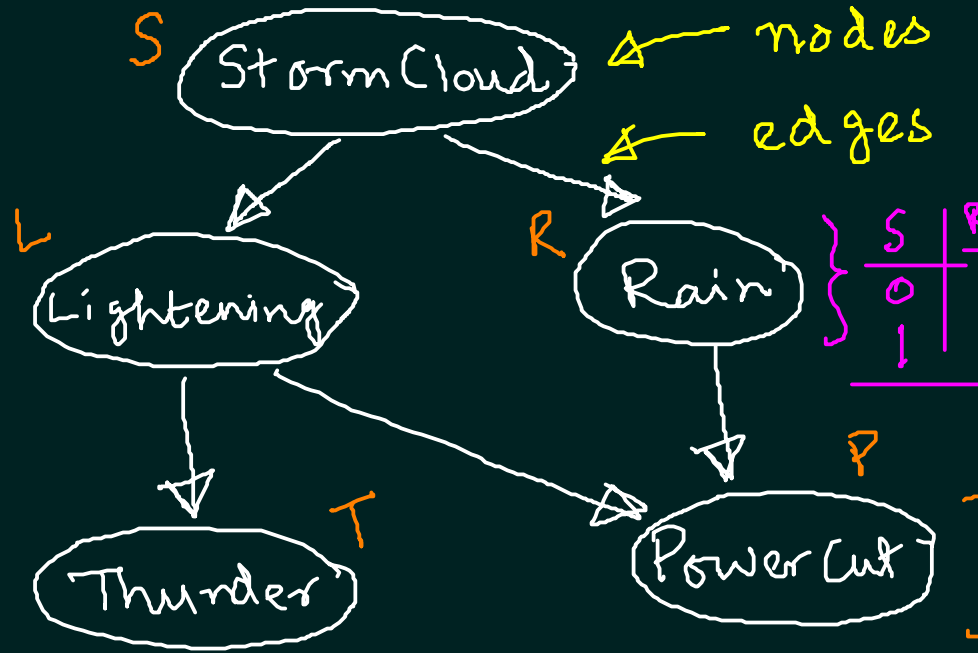 S
StormCloud
nodes
edges
L
Lightening
R
Rain
S
0
1
P
T
Thunder
PowerCut